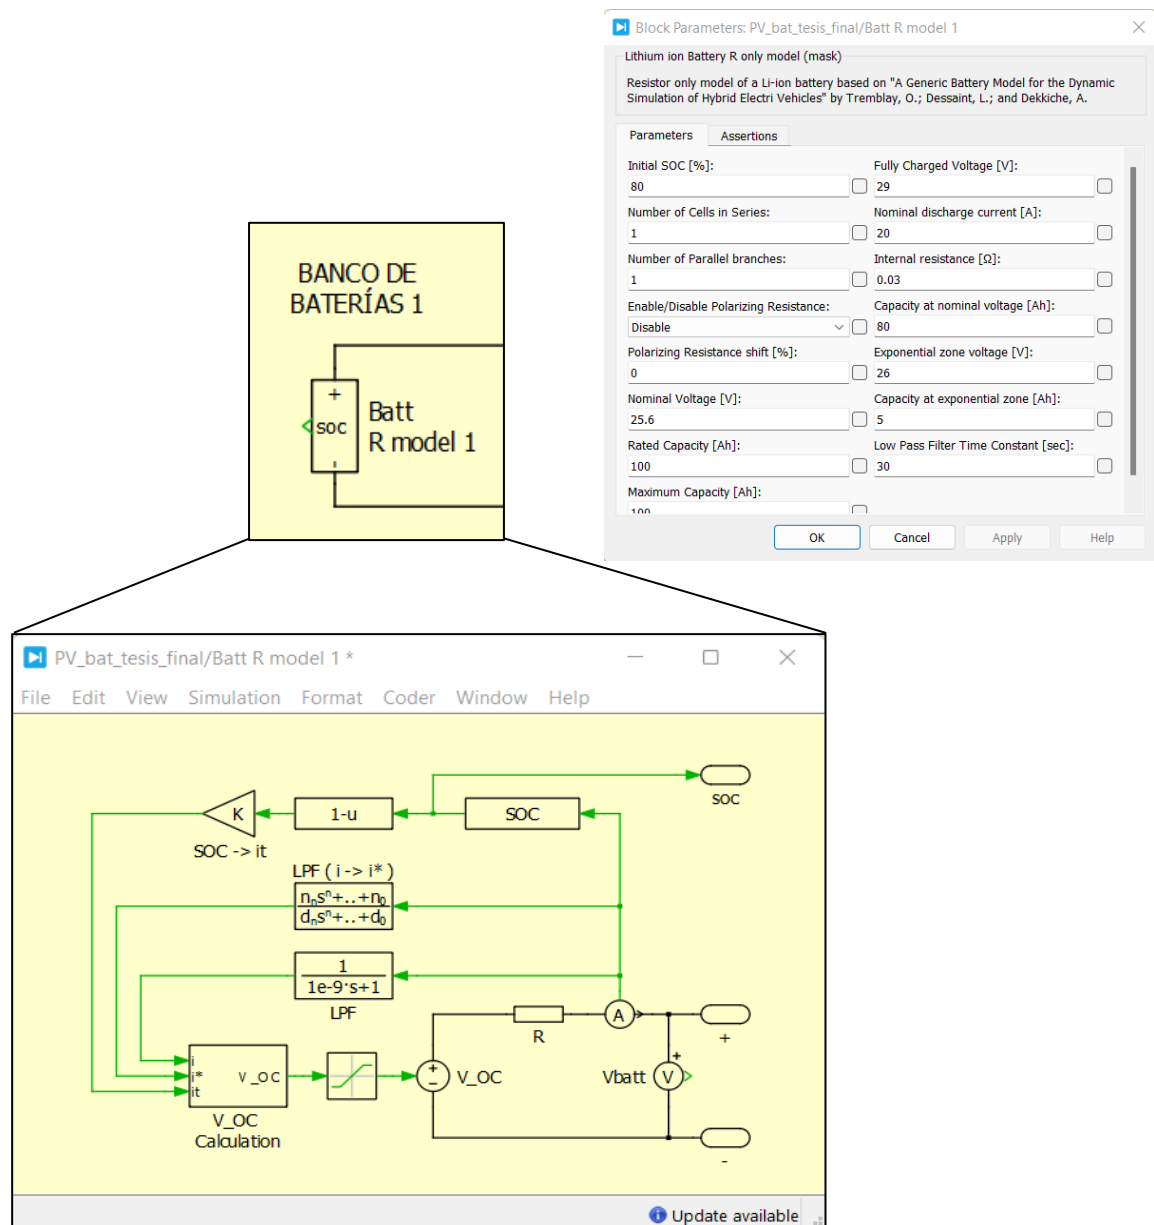 Block Parameters: PV_bat_tesis_final/Batt R model 1
Lithium ion Battery R only model (mask)
Resistor only model of a Li-ion battery based on "A Generic Battery Model for the Dynamic
Simulation of Hybrid Electri Vehicles" by Tremblay, O.; Dessaint, L.; and Dekkiche, A.
Parameters
Assertions
Initial SOC [%]:
80
Number of Cells in Series:
1
Number of Parallel branches:
1
Enable/Disable Polarizing Resistance:
Disable
Polarizing Resistance shift [%]:
0
Nominal Voltage [V]:
25.6
Rated Capacity [Ah]:
100
Maximum Capacity [Ah]:
100
Fully Charged Voltage [V]:
29
Nominal discharge current [A]:
20
Internal resistance [Ω]:
0.03
Capacity at nominal voltage [Ah]:
80
Exponential zone voltage [V]:
26
Capacity at exponential zone [Ah]:
5
Low Pass Filter Time Constant [sec]:
30
OK Cancel Apply Help
BANCO DE
BATERÍAS 1
+
soc
-
Batt
R model 1
PV_bat_tesis_final/Batt R model 1 *
File Edit View Simulation Format Coder Window Help
soc
K
1-u
SOC
SOC -> it
LPF ( i -> i* )
nₙsⁿ+..+n₀
dₙsⁿ+..+d₀
1
1e-9·s+1
LPF
R
A
+
i
i*
it
V_OC
V_OC
Calculation
+
−
V_OC
Vbatt
+
V
-
Update available